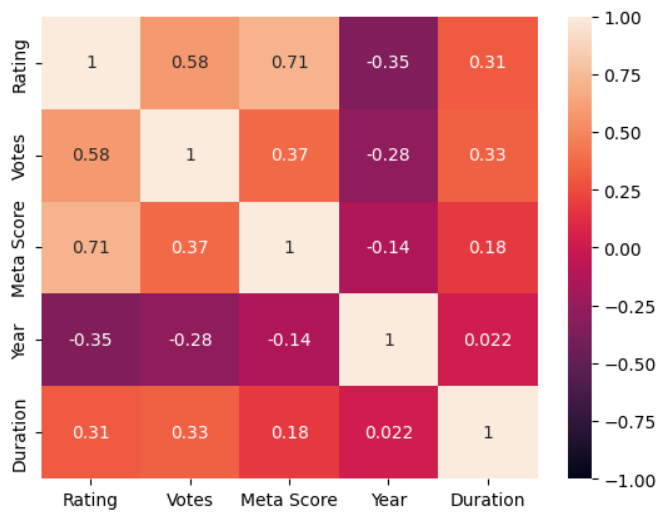 Rating 1 0.58 0.71 -0.35 0.31
Votes 0.58 1 0.37 -0.28 0.33
Meta Score 0.71 0.37 1 -0.14 0.18
Year -0.35 -0.28 -0.14 1 0.022
Duration 0.31 0.33 0.18 0.022 1
Rating Votes Meta Score Year Duration
1.00
0.75
0.50
0.25
0.00
−0.25
−0.50
−0.75
−1.00